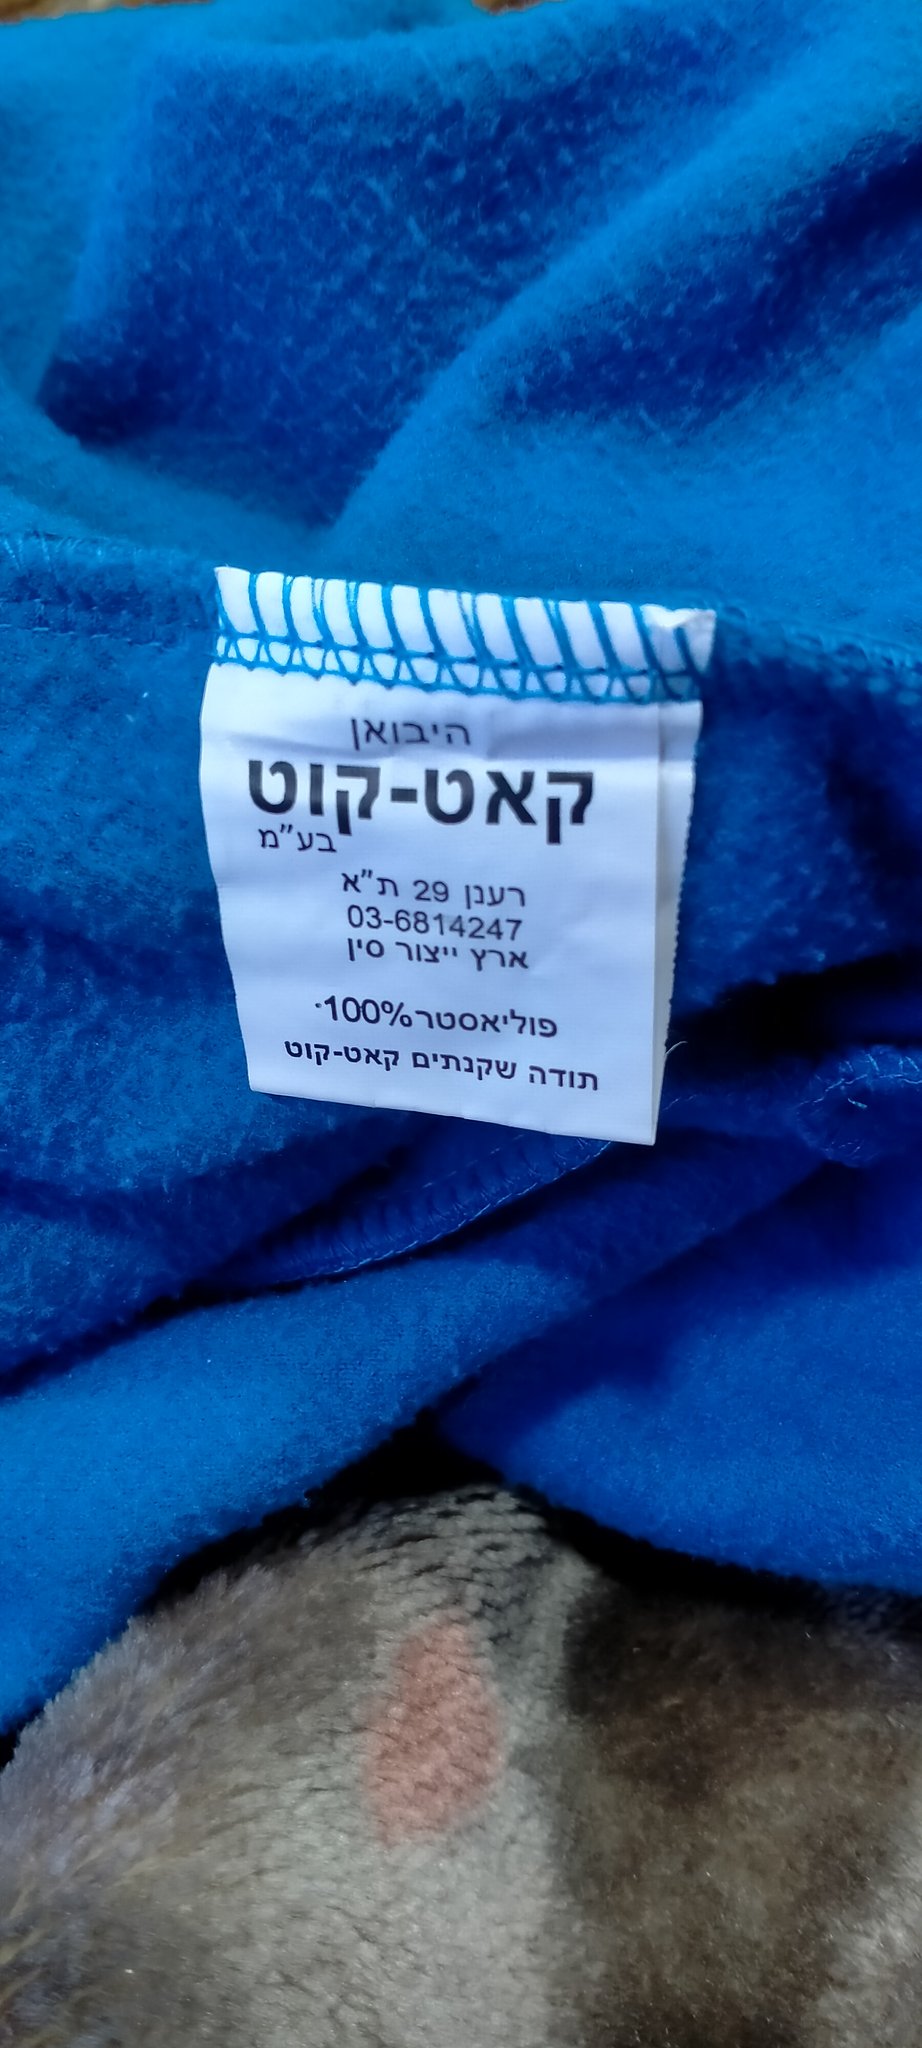 היבואן
קאט-קוט
בע"מ
רענן 29 ת"א
03-6814247
ארץ ייצור סין
פוליאסטר100%
תודה שקנתים קאט-קוט